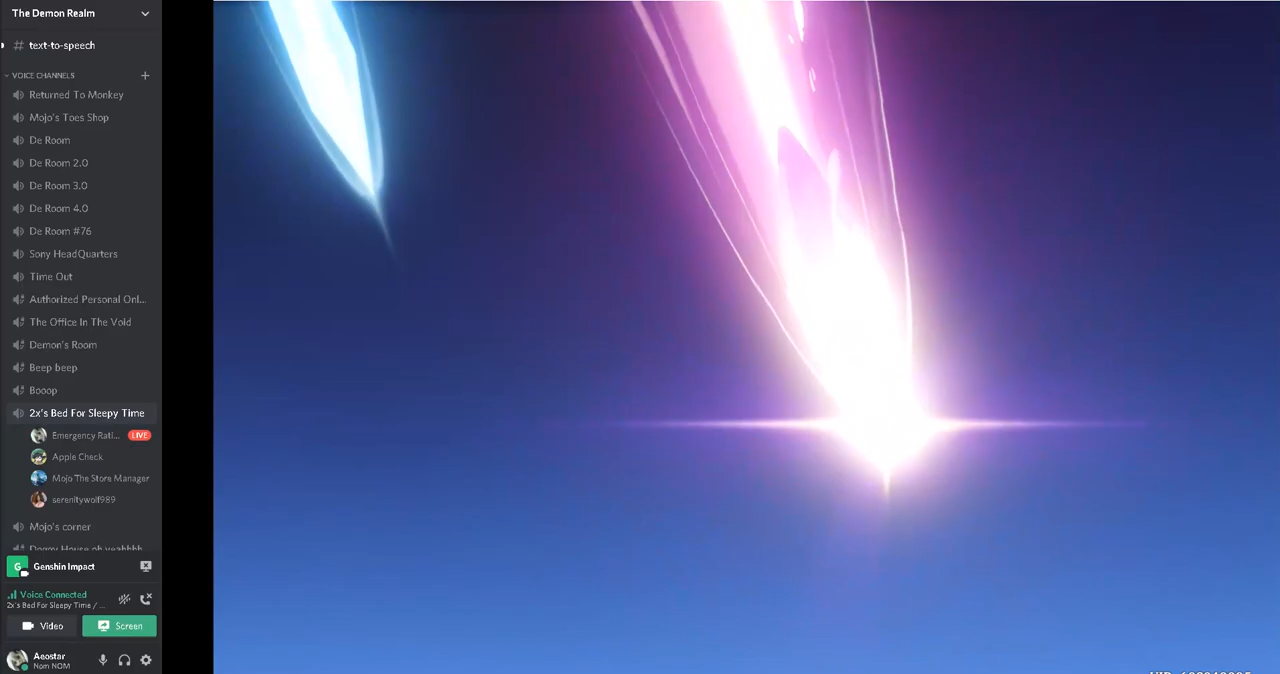 The Demon Realm
# text-to-speech
VOICE CHANNELS
Returned To Monkey
Mojo's Toes Shop
De Room
De Room 2.0
De Room 3.0
De Room 4.0
De Room #76
Sony HeadQuarters
Time Out
Authorized Personal Onl...
The Office In The Void
Demon's Room
Beep beep
Booop
2x's Bed For Sleepy Time
Emergency Rati... LIVE
Apple Check
Mojo The Store Manager
serenitywolf989
Mojo's corner
Doggy House oh yeahhhh
G Genshin Impact
Voice Connected
2x's Bed For Sleepy Time / ...
Video Screen
Aeostar
Nom NOM